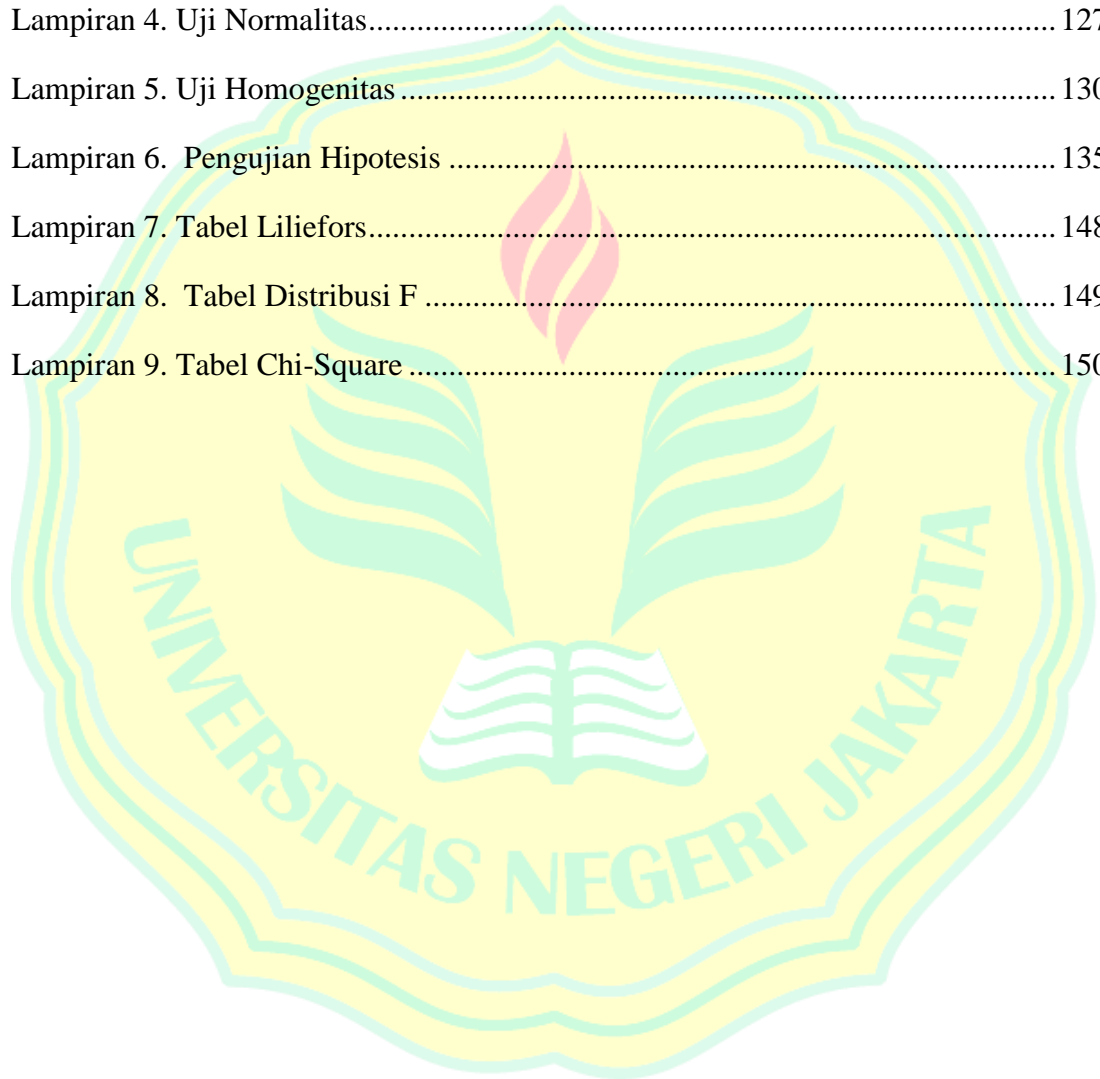 Lampiran 4. Uji Normalitas.......................................................................................... 127
Lampiran 5. Uji Homogenitas ...................................................................................... 130
Lampiran 6.  Pengujian Hipotesis ................................................................................ 135
Lampiran 7. Tabel Liliefors.......................................................................................... 148
Lampiran 8.  Tabel Distribusi F ................................................................................... 149
Lampiran 9. Tabel Chi-Square ..................................................................................... 150
UNIVERSITAS NEGERI JAKARTA